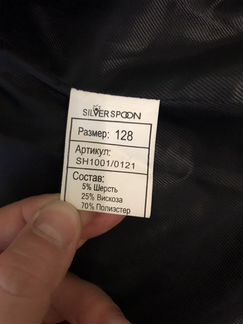 SILVER SPOON
Размер: 128
Артикул:
SH1001/0121
Состав:
5% Шерсть
25% Вискоза
70% Полиэстер